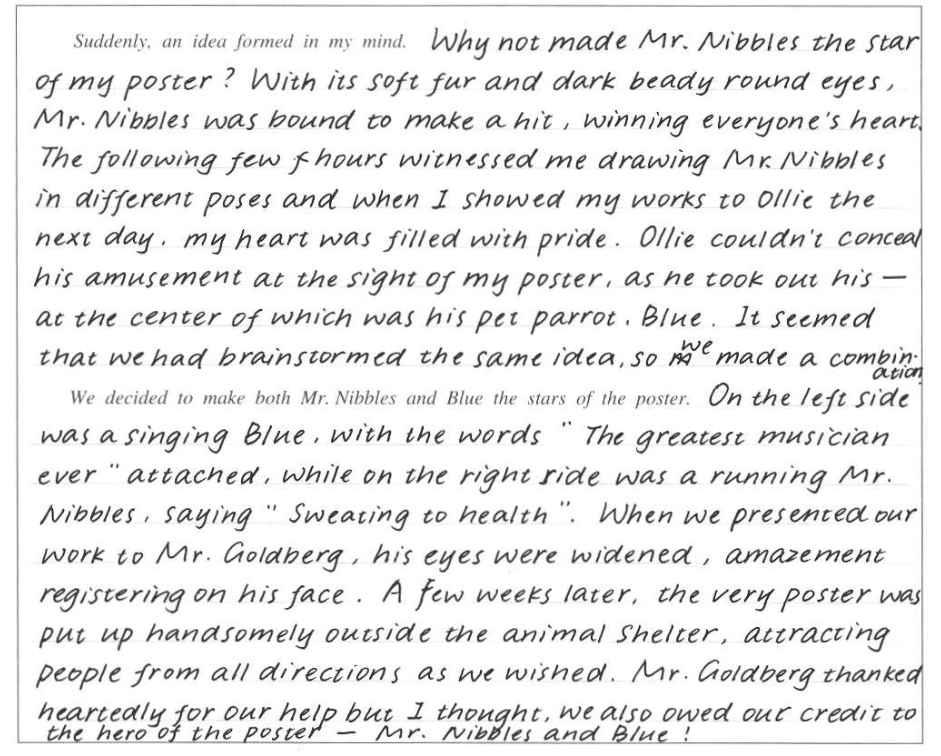 Suddenly, an idea formed in my mind. Why not made Mr. Nibbles the star
of my poster? With its soft fur and dark beady round eyes,
Mr. Nibbles was bound to make a hit, winning everyone's heart.
The following few hours witnessed me drawing Mr. Nibbles
in different poses and when I showed my works to Ollie the
next day, my heart was filled with pride. Ollie couldn't conceal
his amusement at the sight of my poster, as he took out his —
at the center of which was his pet parrot, Blue. It seemed
that we had brainstormed the same idea, so we made a combin-
ation.
We decided to make both Mr. Nibbles and Blue the stars of the poster. On the left side
was a singing Blue, with the words "The greatest musician
ever" attached, while on the right side was a running Mr.
Nibbles, saying "Sweating to health". When we presented our
work to Mr. Goldberg, his eyes were widened, amazement
registering on his face. A few weeks later, the very poster was
put up handsomely outside the animal Shelter, attracting
people from all directions as we wished. Mr. Goldberg thanked
heartedly for our help but I thought, we also owed our credit to
the hero of the poster — Mr. Nibbles and Blue!